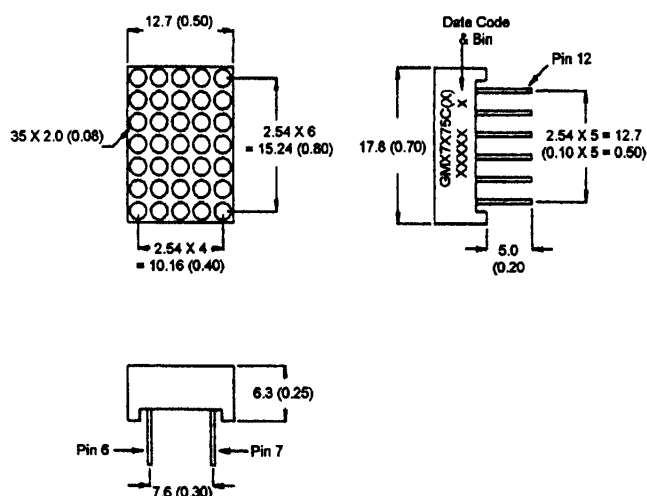 12.7 (0.50)
35 X 2.0 (0.08)
2.54 X 6
= 15.24 (0.60)
2.54 X 4
= 10.16 (0.40)
Date Code
& Bin
Pin 12
17.8 (0.70)
GMX7X75C(X)
XXXXX X
2.54 X 5 = 12.7
(0.10 X 5 = 0.50)
5.0
(0.20
6.3 (0.25)
Pin 6
Pin 7
7.6 (0.30)